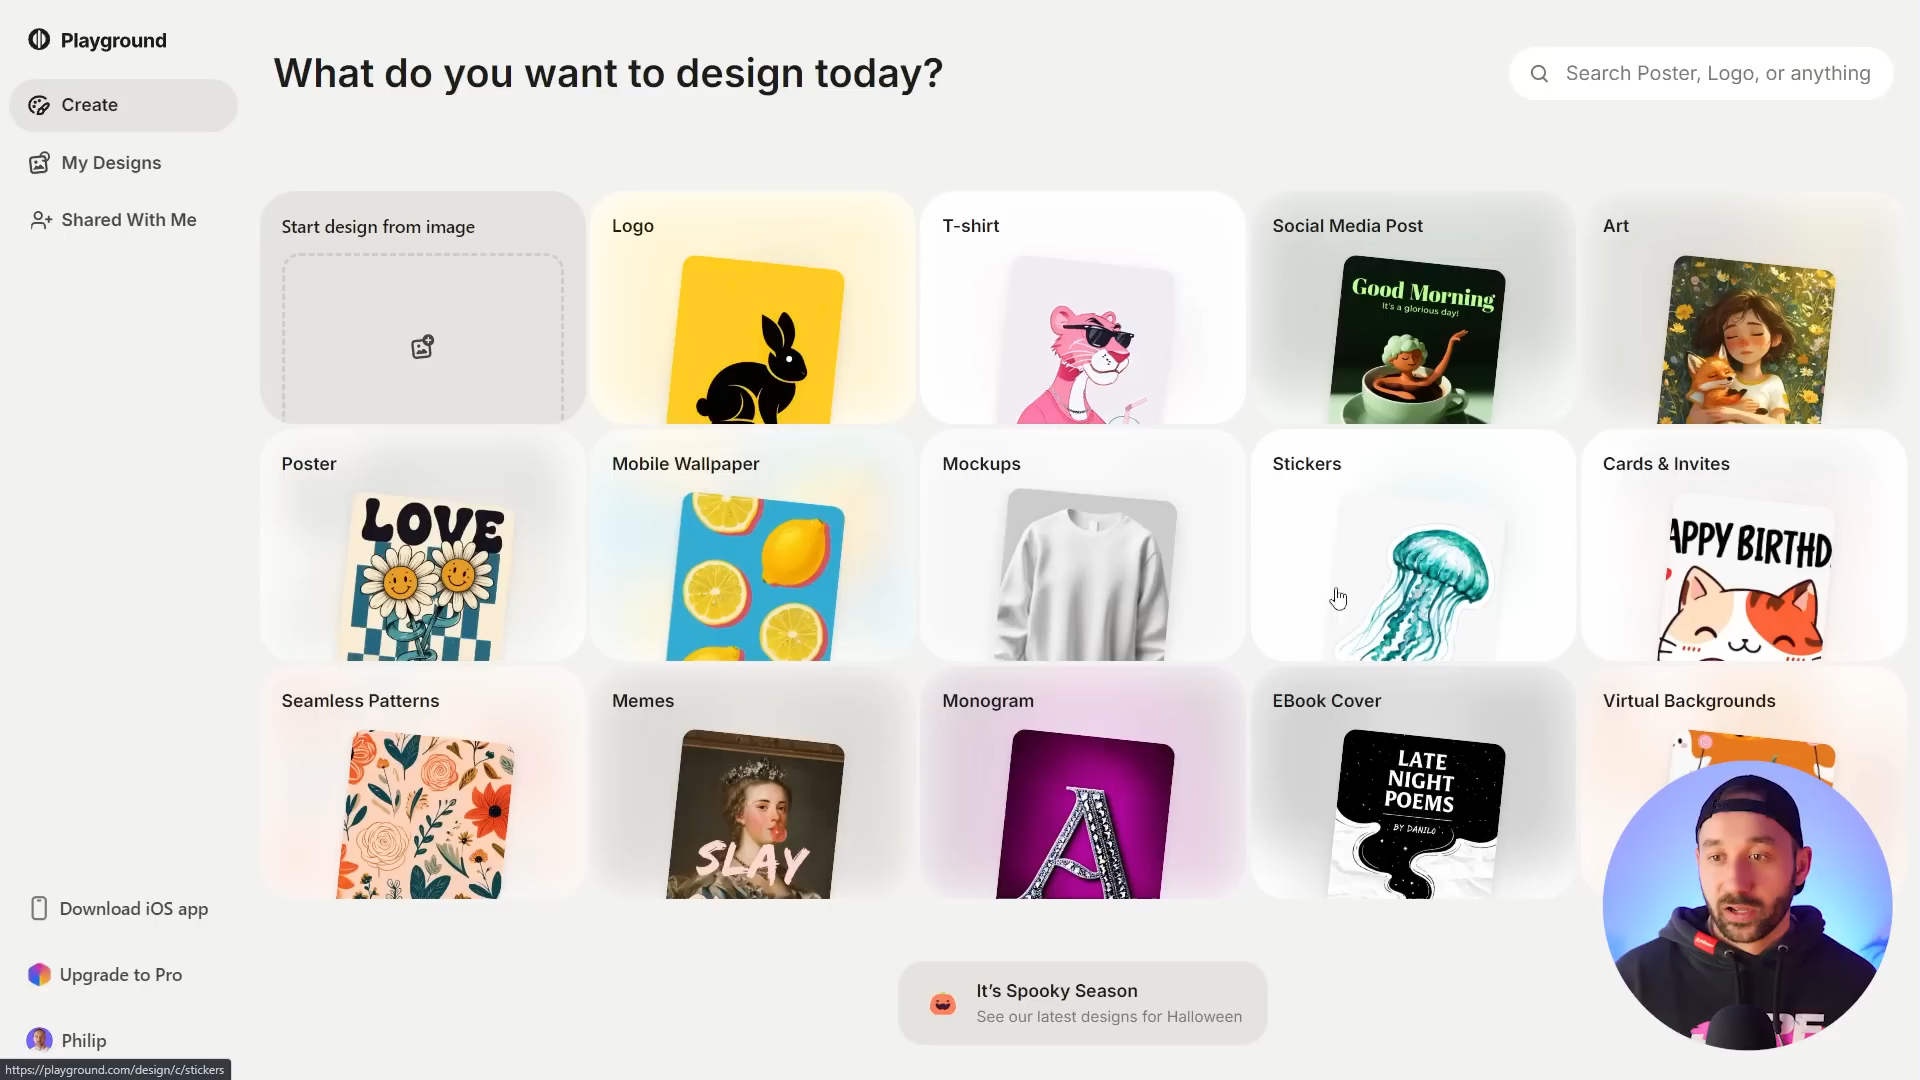 Playground
What do you want to design today?
Search Poster, Logo, or anything
Create
My Designs
Shared With Me
Start design from image
Logo
T-shirt
Social Media Post
Good Morning
It's a glorious day!
Art
Poster
LOVE
Mobile Wallpaper
Mockups
Stickers
Cards & Invites
APPY BIRTHD
Seamless Patterns
Memes
SLAY
Monogram
A
EBook Cover
LATE
NIGHT
POEMS
BY DANILO
Virtual Backgrounds
Download iOS app
Upgrade to Pro
Philip
It's Spooky Season
See our latest designs for Halloween
https://playground.com/design/c/stickers